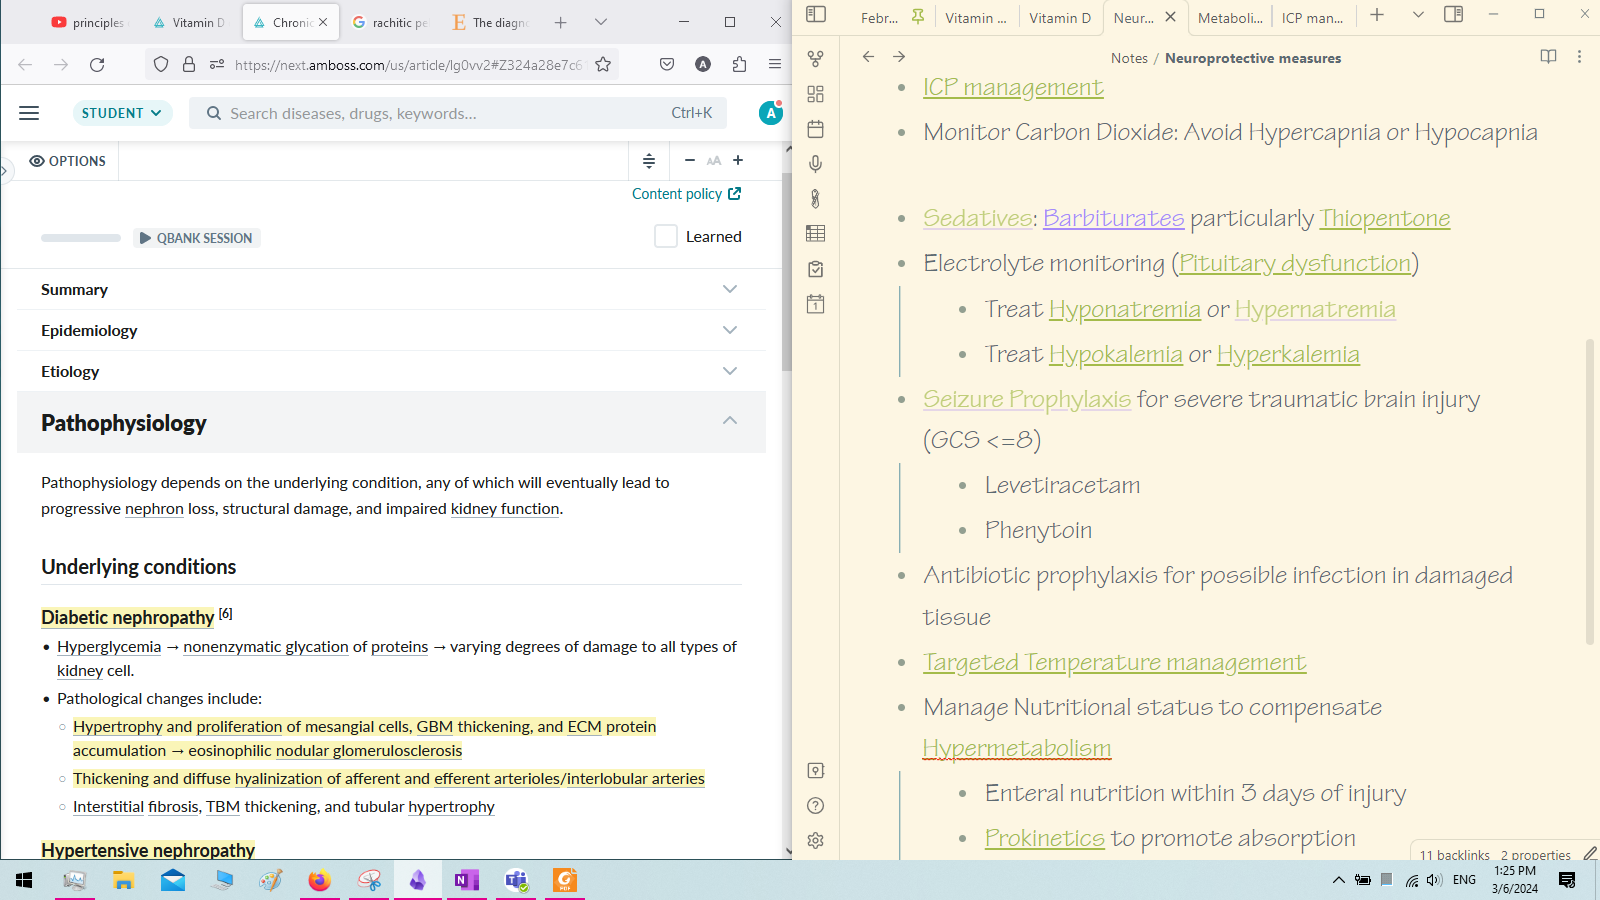 principles
Vitamin D
Chronic
rachitic pe
The diagno
https://next.amboss.com/us/article/lg0vv2#Z324a28e7c6
STUDENT
Search diseases, drugs, keywords...
Ctrl+K
A
OPTIONS
AA
Content policy
QBANK SESSION
Learned
Summary
Epidemiology
Etiology
Pathophysiology
Pathophysiology depends on the underlying condition, any of which will eventually lead to
progressive nephron loss, structural damage, and impaired kidney function.
Underlying conditions
Diabetic nephropathy [6]
• Hyperglycemia → nonenzymatic glycation of proteins → varying degrees of damage to all types of
kidney cell.
• Pathological changes include:
○ Hypertrophy and proliferation of mesangial cells, GBM thickening, and ECM protein
accumulation → eosinophilic nodular glomerulosclerosis
○ Thickening and diffuse hyalinization of afferent and efferent arterioles/interlobular arteries
○ Interstitial fibrosis, TBM thickening, and tubular hypertrophy
Hypertensive nephropathy
Febr...
Vitamin ...
Vitamin D
Neur...
Metaboli...
ICP man...
Notes / Neuroprotective measures
• ICP management
• Monitor Carbon Dioxide: Avoid Hypercapnia or Hypocapnia
• Sedatives: Barbiturates particularly Thiopentone
• Electrolyte monitoring (Pituitary dysfunction)
• Treat Hyponatremia or Hypernatremia
• Treat Hypokalemia or Hyperkalemia
• Seizure Prophylaxis for severe traumatic brain injury
(GCS <=8)
• Levetiracetam
• Phenytoin
• Antibiotic prophylaxis for possible infection in damaged
tissue
• Targeted Temperature management
• Manage Nutritional status to compensate
Hypermetabolism
• Enteral nutrition within 3 days of injury
• Prokinetics to promote absorption
11 backlinks 2 properties
ENG
1:25 PM
3/6/2024